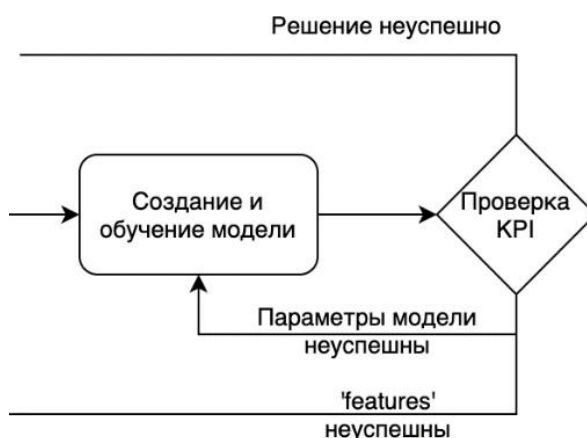 Решение неуспешно
Создание и
обучение модели
Проверка
KPI
Параметры модели
неуспешны
'features'
неуспешны